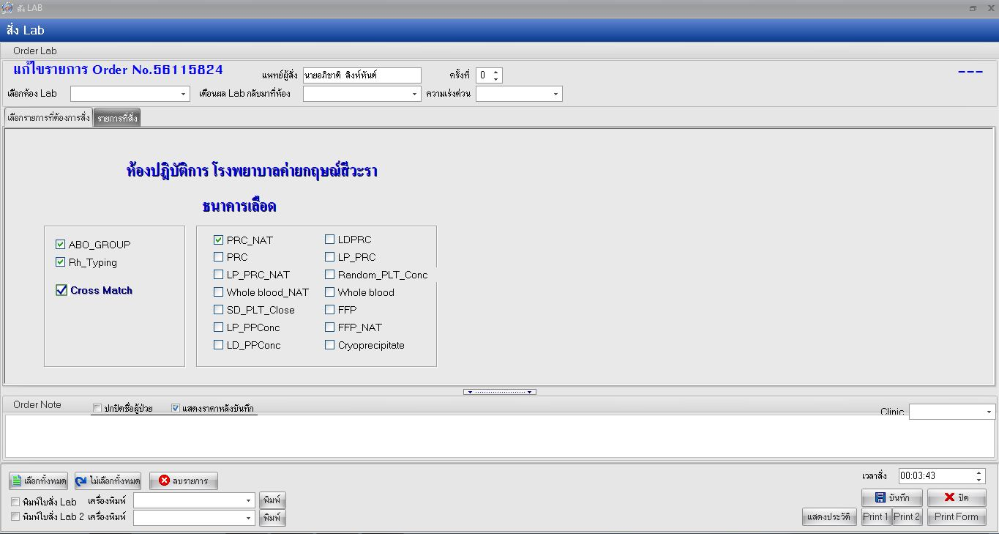 สั่ง LAB
สั่ง Lab
Order Lab
แก้ไขรายการ Order No.56115824
แพทย์ผู้สั่ง นายอภิชาติ สิงห์หันต์ ครั้งที่ 0
---
เลือกห้อง Lab เตือนผล Lab กลับมาที่ห้อง ความเร่งด่วน
เลือกรายการที่ต้องการสั่ง รายการที่สั่ง
ห้องปฏิบัติการ โรงพยาบาลค่ายกฤษณ์สีวะรา
ธนาคารเลือด
ABO_GROUP
Rh_Typing
Cross Match
PRC_NAT LDPRC
PRC LP_PRC
LP_PRC_NAT Random_PLT_Conc
Whole blood_NAT Whole blood
SD_PLT_Close FFP
LP_PPConc FFP_NAT
LD_PPConc Cryoprecipitate
Order Note ปกปิดชื่อผู้ป่วย แสดงราคาหลังบันทึก
Clinic
เลือกทั้งหมด ไม่เลือกทั้งหมด ลบรายการ
เวลาสั่ง 00:03:43
พิมพ์ใบสั่ง Lab เครื่องพิมพ์ พิมพ์
บันทึก ปิด
พิมพ์ใบสั่ง Lab 2 เครื่องพิมพ์ พิมพ์
แสดงประวัติ Print 1 Print 2 Print Form